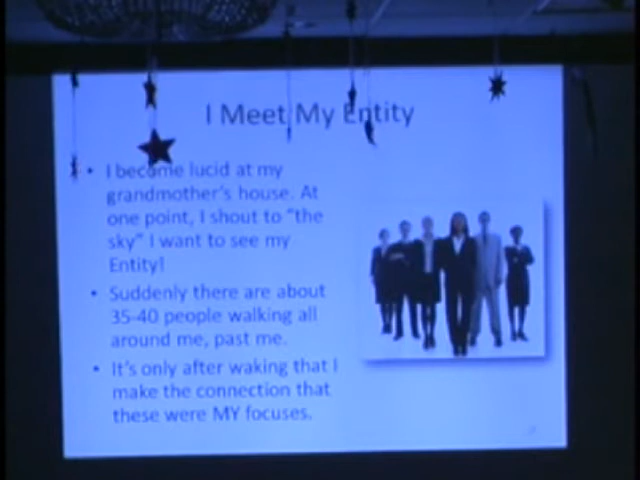 I Meet My Entity
• I become lucid at my
grandmother's house. At
one point, I shout to "the
sky" I want to see my
Entity!
• Suddenly there are about
35-40 people walking all
around me, past me.
• It's only after waking that I
make the connection that
these were MY focuses.